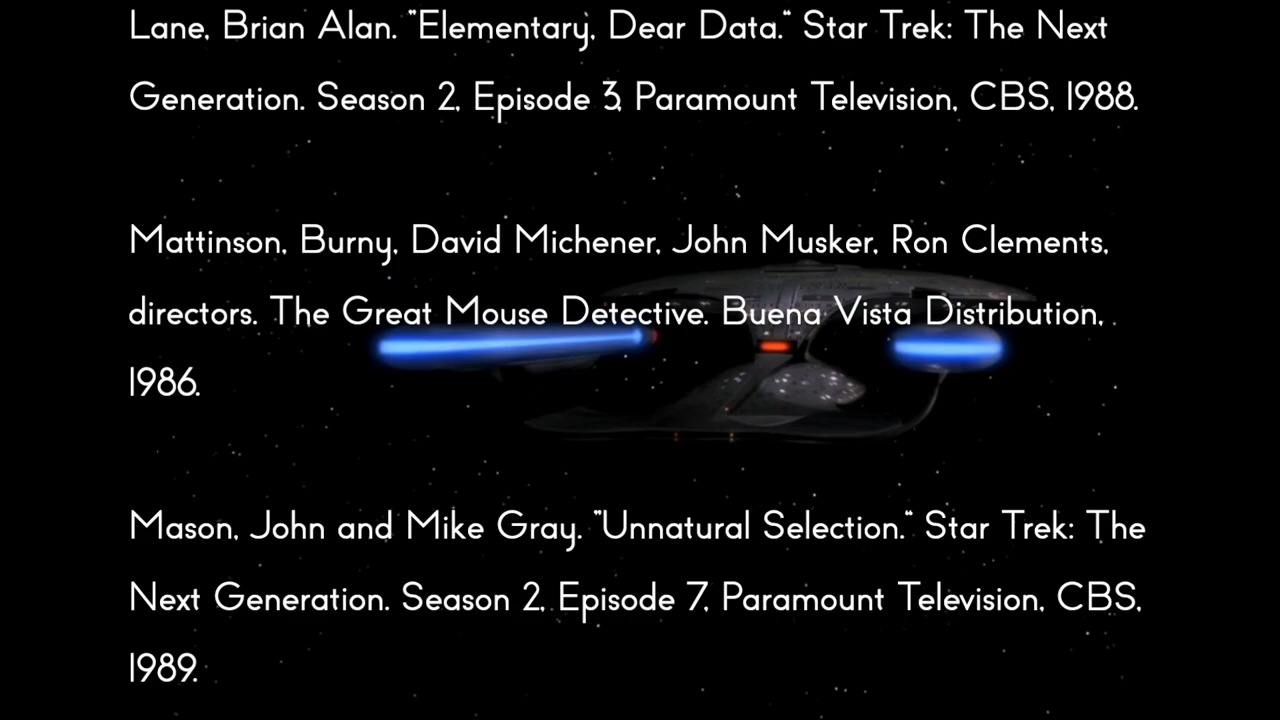 Lane, Brian Alan. "Elementary, Dear Data." Star Trek: The Next
Generation. Season 2, Episode 3, Paramount Television, CBS, 1988.
Mattinson, Burny, David Michener, John Musker, Ron Clements,
directors. The Great Mouse Detective. Buena Vista Distribution,
1986.
Mason, John and Mike Gray. "Unnatural Selection." Star Trek: The
Next Generation. Season 2, Episode 7, Paramount Television, CBS,
1989.